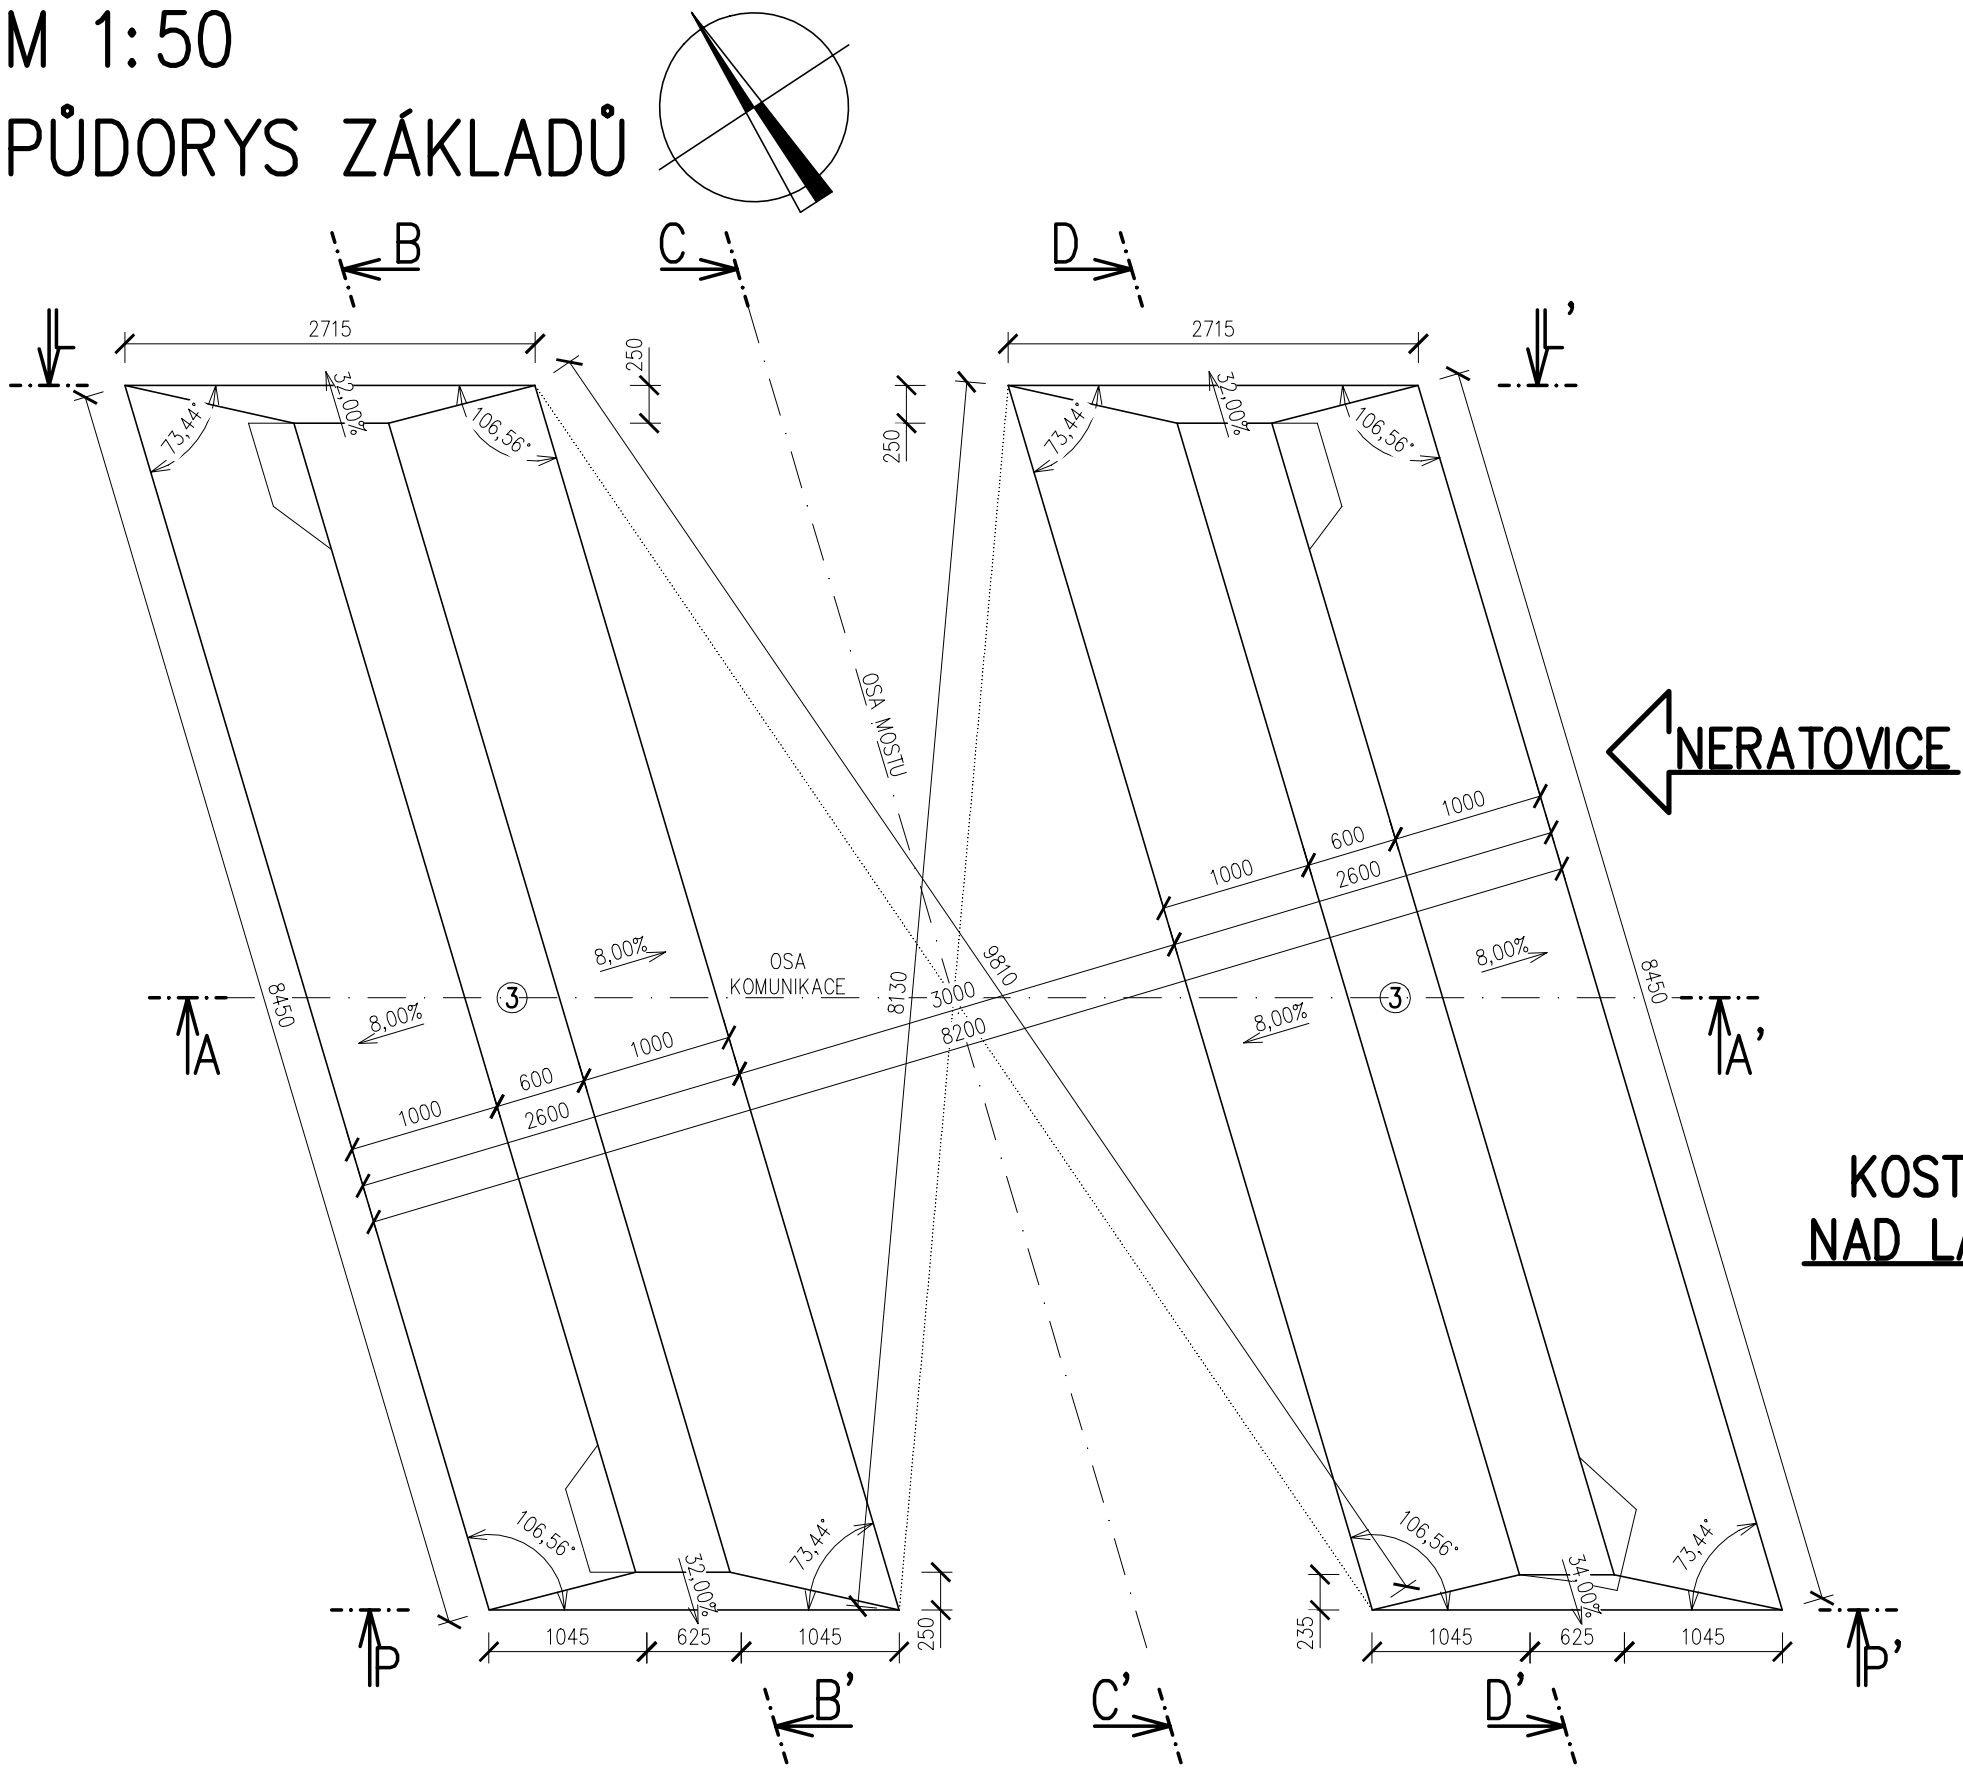 M 1:50
PŮDORYS ZÁKLADŮ
B
C
D
L
L'
2715
2715
250
250
32,00%
32,00%
73,44°
106,56°
73,44°
106,56°
OSA MOSTU
NERATOVICE
1000
600
1000
2600
8,00%
8,00%
OSA
KOMUNIKACE
8130
9810
3000
8200
8450
8450
3
3
8,00%
8,00%
A
A'
1000
600
1000
2600
KOST
NAD LA
106,56°
73,44°
106,56°
73,44°
32,00%
34,00%
250
235
1045
625
1045
1045
625
1045
P
P'
B'
C'
D'